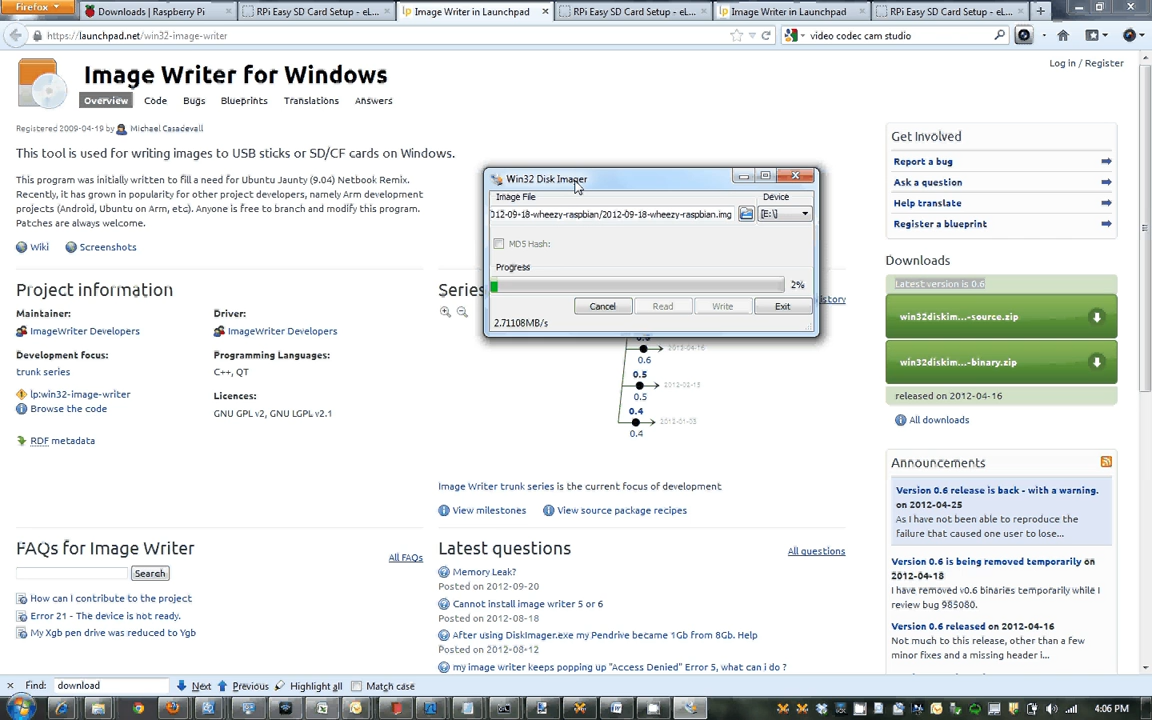 Firefox
Downloads | Raspberry Pi
RPi Easy SD Card Setup - eL...
Image Writer in Launchpad
RPi Easy SD Card Setup - eL...
Image Writer in Launchpad
RPi Easy SD Card Setup - eL...
https://launchpad.net/win32-image-writer
video codec cam studio
Log in / Register
Image Writer for Windows
Overview Code Bugs Blueprints Translations Answers
Registered 2009-04-19 by Michael Casadevall
This tool is used for writing images to USB sticks or SD/CF cards on Windows.
This program was initially written to fill a need for Ubuntu Jaunty (9.04) Netbook Remix.
Recently, it has grown in popularity for other project developers, namely Arm development
projects (Android, Ubuntu on Arm, etc). Anyone is free to branch and modify this program.
Patches are always welcome.
Wiki Screenshots
Project information
Maintainer:
ImageWriter Developers
Driver:
ImageWriter Developers
Development focus:
trunk series
Programming Languages:
C++, QT
lp:win32-image-writer
Browse the code
Licences:
GNU GPL v2, GNU LGPL v2.1
RDF metadata
Win32 Disk Imager
Image File
Device
012-09-18-wheezy-raspbian/2012-09-18-wheezy-raspbian.img
[E:\]
MD5 Hash:
Progress
2%
Cancel Read Write Exit
2.71108MB/s
Series
0.6
0.5
2012-02-15
0.5
0.4
0.4
Image Writer trunk series is the current focus of development
View milestones View source package recipes
Get Involved
Report a bug
Ask a question
Help translate
Register a blueprint
Downloads
Latest version is 0.6
win32diskim...-source.zip
win32diskim...-binary.zip
released on 2012-04-16
All downloads
Announcements
Version 0.6 release is back - with a warning.
on 2012-04-25
As I have not been able to reproduce the
failure that caused one user to lose...
Version 0.6 is being removed temporarily on
2012-04-18
I have removed v0.6 binaries temporarily while I
review bug 985080.
Version 0.6 released on 2012-04-16
Not much to this release, other than a few
minor fixes and a missing header i...
FAQs for Image Writer
All FAQs
Search
How can I contribute to the project
Error 21 - The device is not ready.
My Xgb pen drive was reduced to Ygb
Latest questions
All questions
Memory Leak?
Posted on 2012-09-20
Cannot install image writer 5 or 6
Posted on 2012-08-18
After using DiskImager.exe my Pendrive became 1Gb from 8Gb. Help
Posted on 2012-08-12
my image writer keeps popping up "Access Denied" Error 5, what can i do ?
Find: download Next Previous Highlight all Match case
4:06 PM